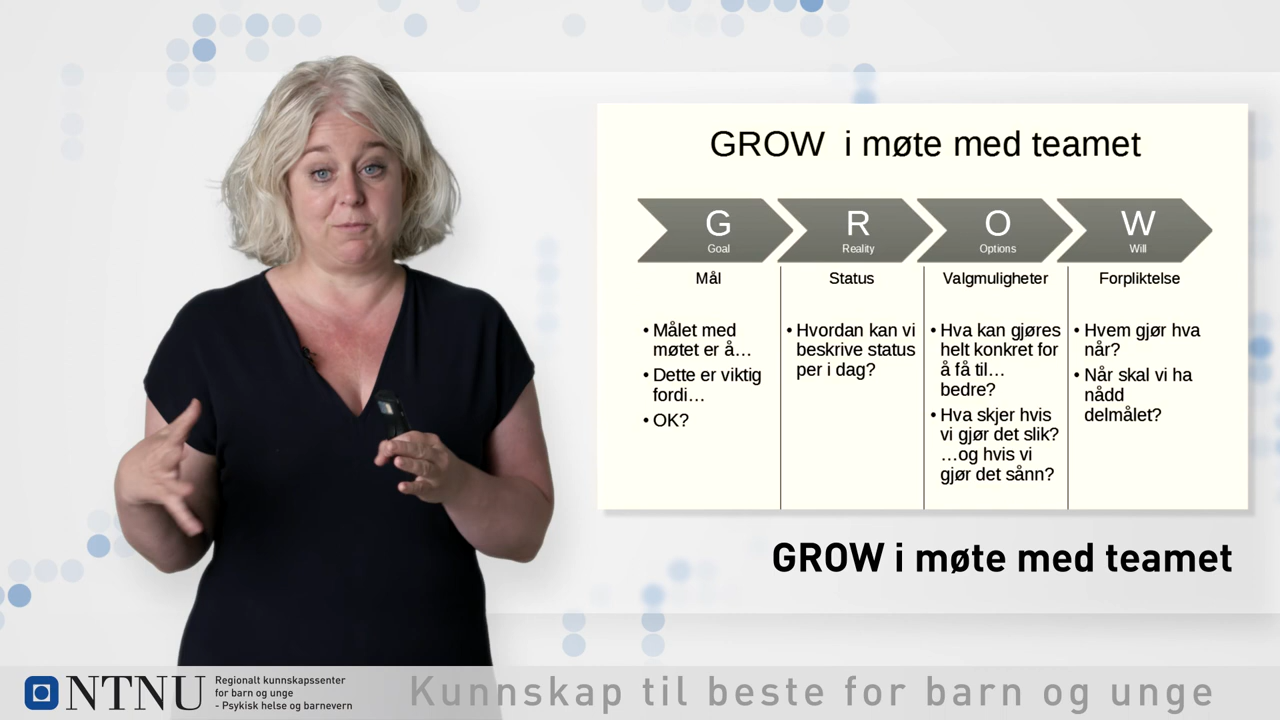 GROW i møte med teamet
G
Goal
R
Reality
O
Options
W
Will
Mål
Status
Valgmuligheter
Forpliktelse
• Målet med
møtet er å…
• Dette er viktig
fordi…
• OK?
• Hvordan kan vi
beskrive status
per i dag?
• Hva kan gjøres
helt konkret for
å få til…
bedre?
• Hva skjer hvis
vi gjør det slik?
…og hvis vi
gjør det sånn?
• Hvem gjør hva
når?
• Når skal vi ha
nådd
delmålet?
GROW i møte med teamet
NTNU
Regionalt kunnskapssenter
for barn og unge
- Psykisk helse og barnevern
Kunnskap til beste for barn og unge